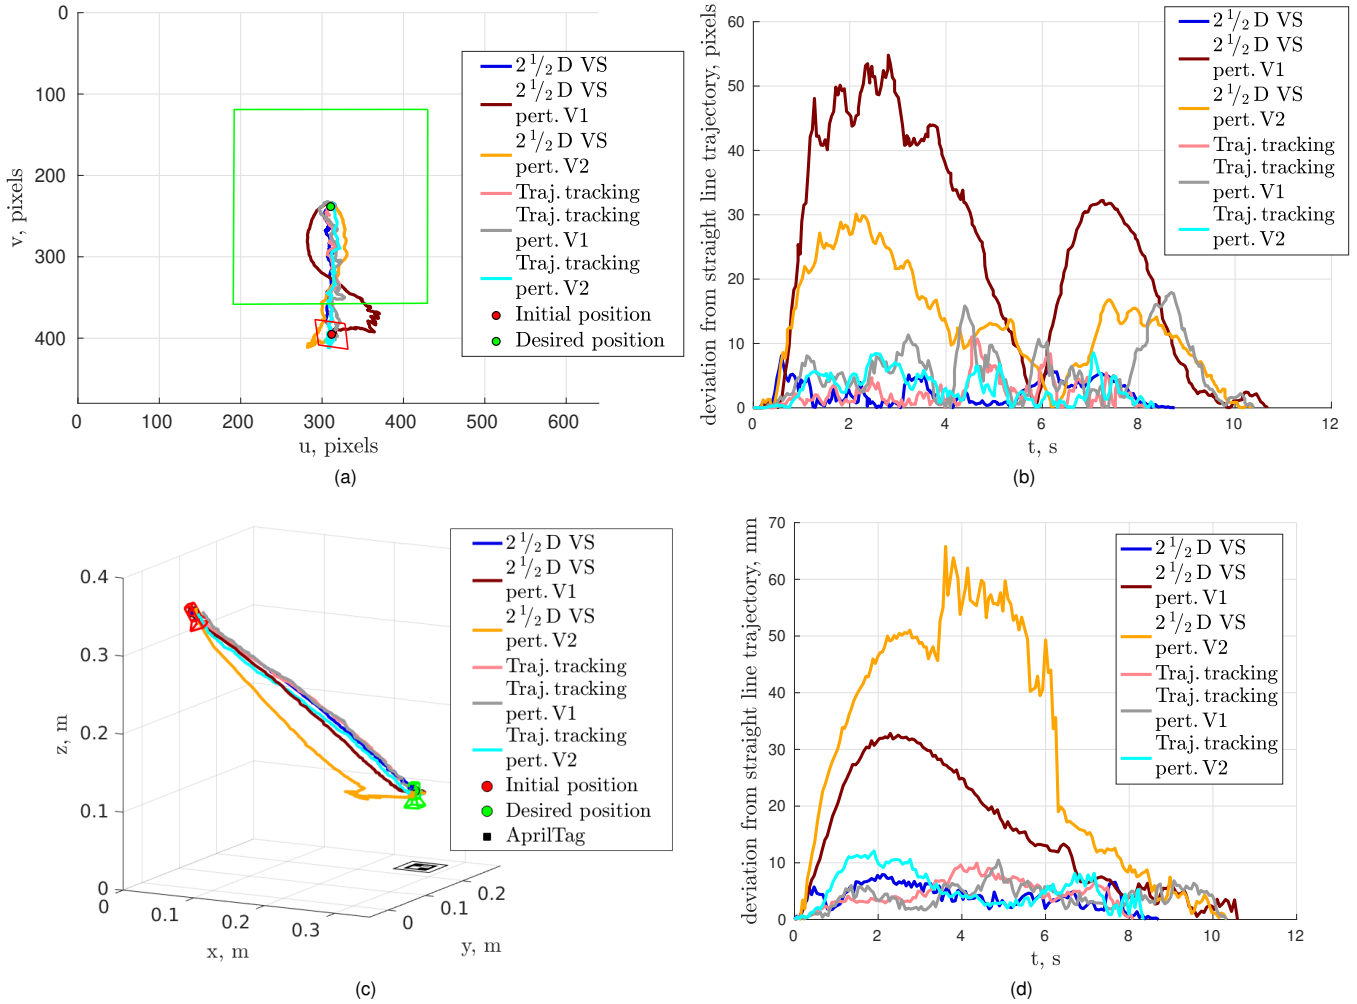 0
100
200
300
400
v, pixels
0
100
200
300
400
500
600
u, pixels
2 1/2 D VS
2 1/2 D VS
pert. V1
2 1/2 D VS
pert. V2
Traj. tracking
Traj. tracking
pert. V1
Traj. tracking
pert. V2
Initial position
Desired position
(a)
60
50
40
30
20
10
0
deviation from straight line trajectory, pixels
0
2
4
6
8
10
12
t, s
2 1/2 D VS
2 1/2 D VS
pert. V1
2 1/2 D VS
pert. V2
Traj. tracking
Traj. tracking
pert. V1
Traj. tracking
pert. V2
(b)
0.4
0.3
0.2
0.1
0
z, m
0
0.1
0.2
0.3
x, m
0
0.1
0.2
y, m
2 1/2 D VS
2 1/2 D VS
pert. V1
2 1/2 D VS
pert. V2
Traj. tracking
Traj. tracking
pert. V1
Traj. tracking
pert. V2
Initial position
Desired position
AprilTag
(c)
70
60
50
40
30
20
10
0
deviation from straight line trajectory, mm
0
2
4
6
8
10
12
t, s
2 1/2 D VS
2 1/2 D VS
pert. V1
2 1/2 D VS
pert. V2
Traj. tracking
Traj. tracking
pert. V1
Traj. tracking
pert. V2
(d)